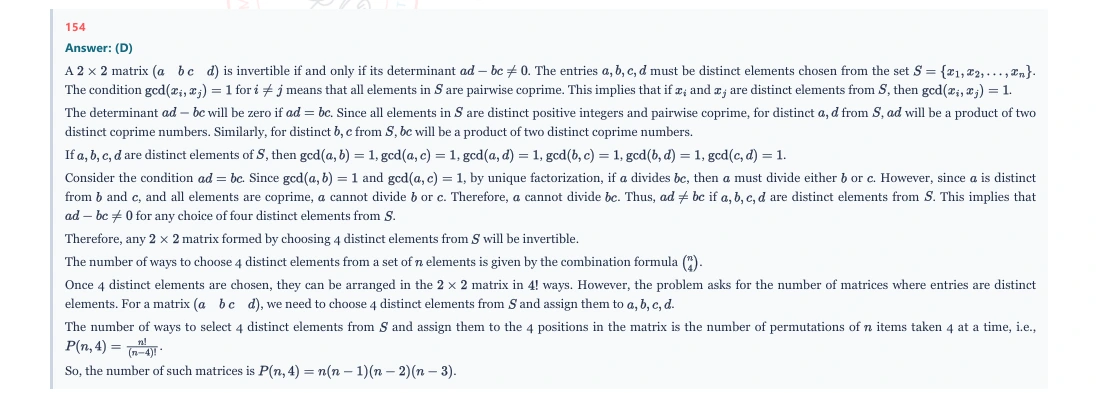 154
Answer: (D)
A 2 × 2 matrix (a b c d) is invertible if and only if its determinant ad − bc ≠ 0. The entries a, b, c, d must be distinct elements chosen from the set S = {x₁, x₂, . . . , xₙ}.
The condition gcd(xᵢ, xⱼ) = 1 for i ≠ j means that all elements in S are pairwise coprime. This implies that if xᵢ and xⱼ are distinct elements from S, then gcd(xᵢ, xⱼ) = 1.
The determinant ad − bc will be zero if ad = bc. Since all elements in S are distinct positive integers and pairwise coprime, for distinct a, d from S, ad will be a product of two
distinct coprime numbers. Similarly, for distinct b, c from S, bc will be a product of two distinct coprime numbers.
If a, b, c, d are distinct elements of S, then gcd(a, b) = 1, gcd(a, c) = 1, gcd(a, d) = 1, gcd(b, c) = 1, gcd(b, d) = 1, gcd(c, d) = 1.
Consider the condition ad = bc. Since gcd(a, b) = 1 and gcd(a, c) = 1, by unique factorization, if a divides bc, then a must divide either b or c. However, since a is distinct
from b and c, and all elements are coprime, a cannot divide b or c. Therefore, a cannot divide bc. Thus, ad ≠ bc if a, b, c, d are distinct elements from S. This implies that
ad − bc ≠ 0 for any choice of four distinct elements from S.
Therefore, any 2 × 2 matrix formed by choosing 4 distinct elements from S will be invertible.
The number of ways to choose 4 distinct elements from a set of n elements is given by the combination formula (n 4).
Once 4 distinct elements are chosen, they can be arranged in the 2 × 2 matrix in 4! ways. However, the problem asks for the number of matrices where entries are distinct
elements. For a matrix (a b c d), we need to choose 4 distinct elements from S and assign them to a, b, c, d.
The number of ways to select 4 distinct elements from S and assign them to the 4 positions in the matrix is the number of permutations of n items taken 4 at a time, i.e.,
P(n, 4) = n!/(n−4)!.
So, the number of such matrices is P(n, 4) = n(n − 1)(n − 2)(n − 3).